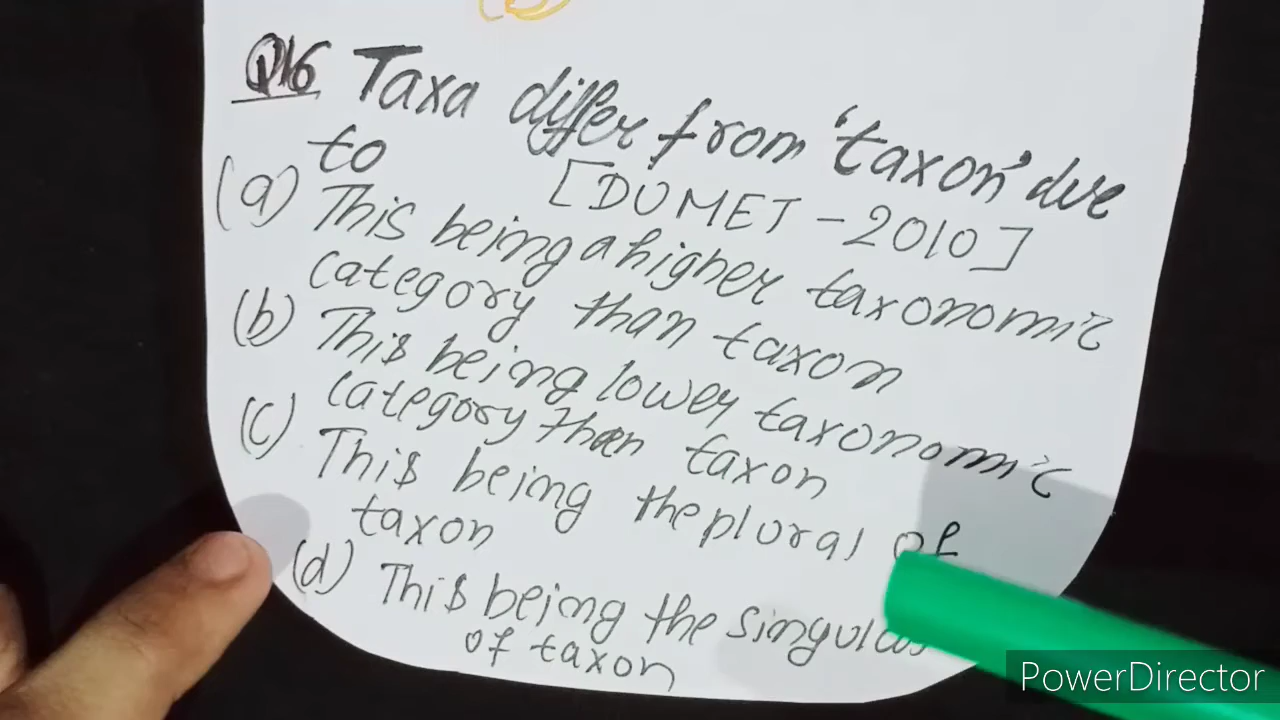 Q16 Taxa differ from 'taxon' due
to [DUMET - 2010]
(a) This being a higher taxonomic
category than taxon
(b) This being lower taxonomic
category than taxon
(c) This being the plural of
taxon
(d) This being the singular
of taxon
PowerDirector